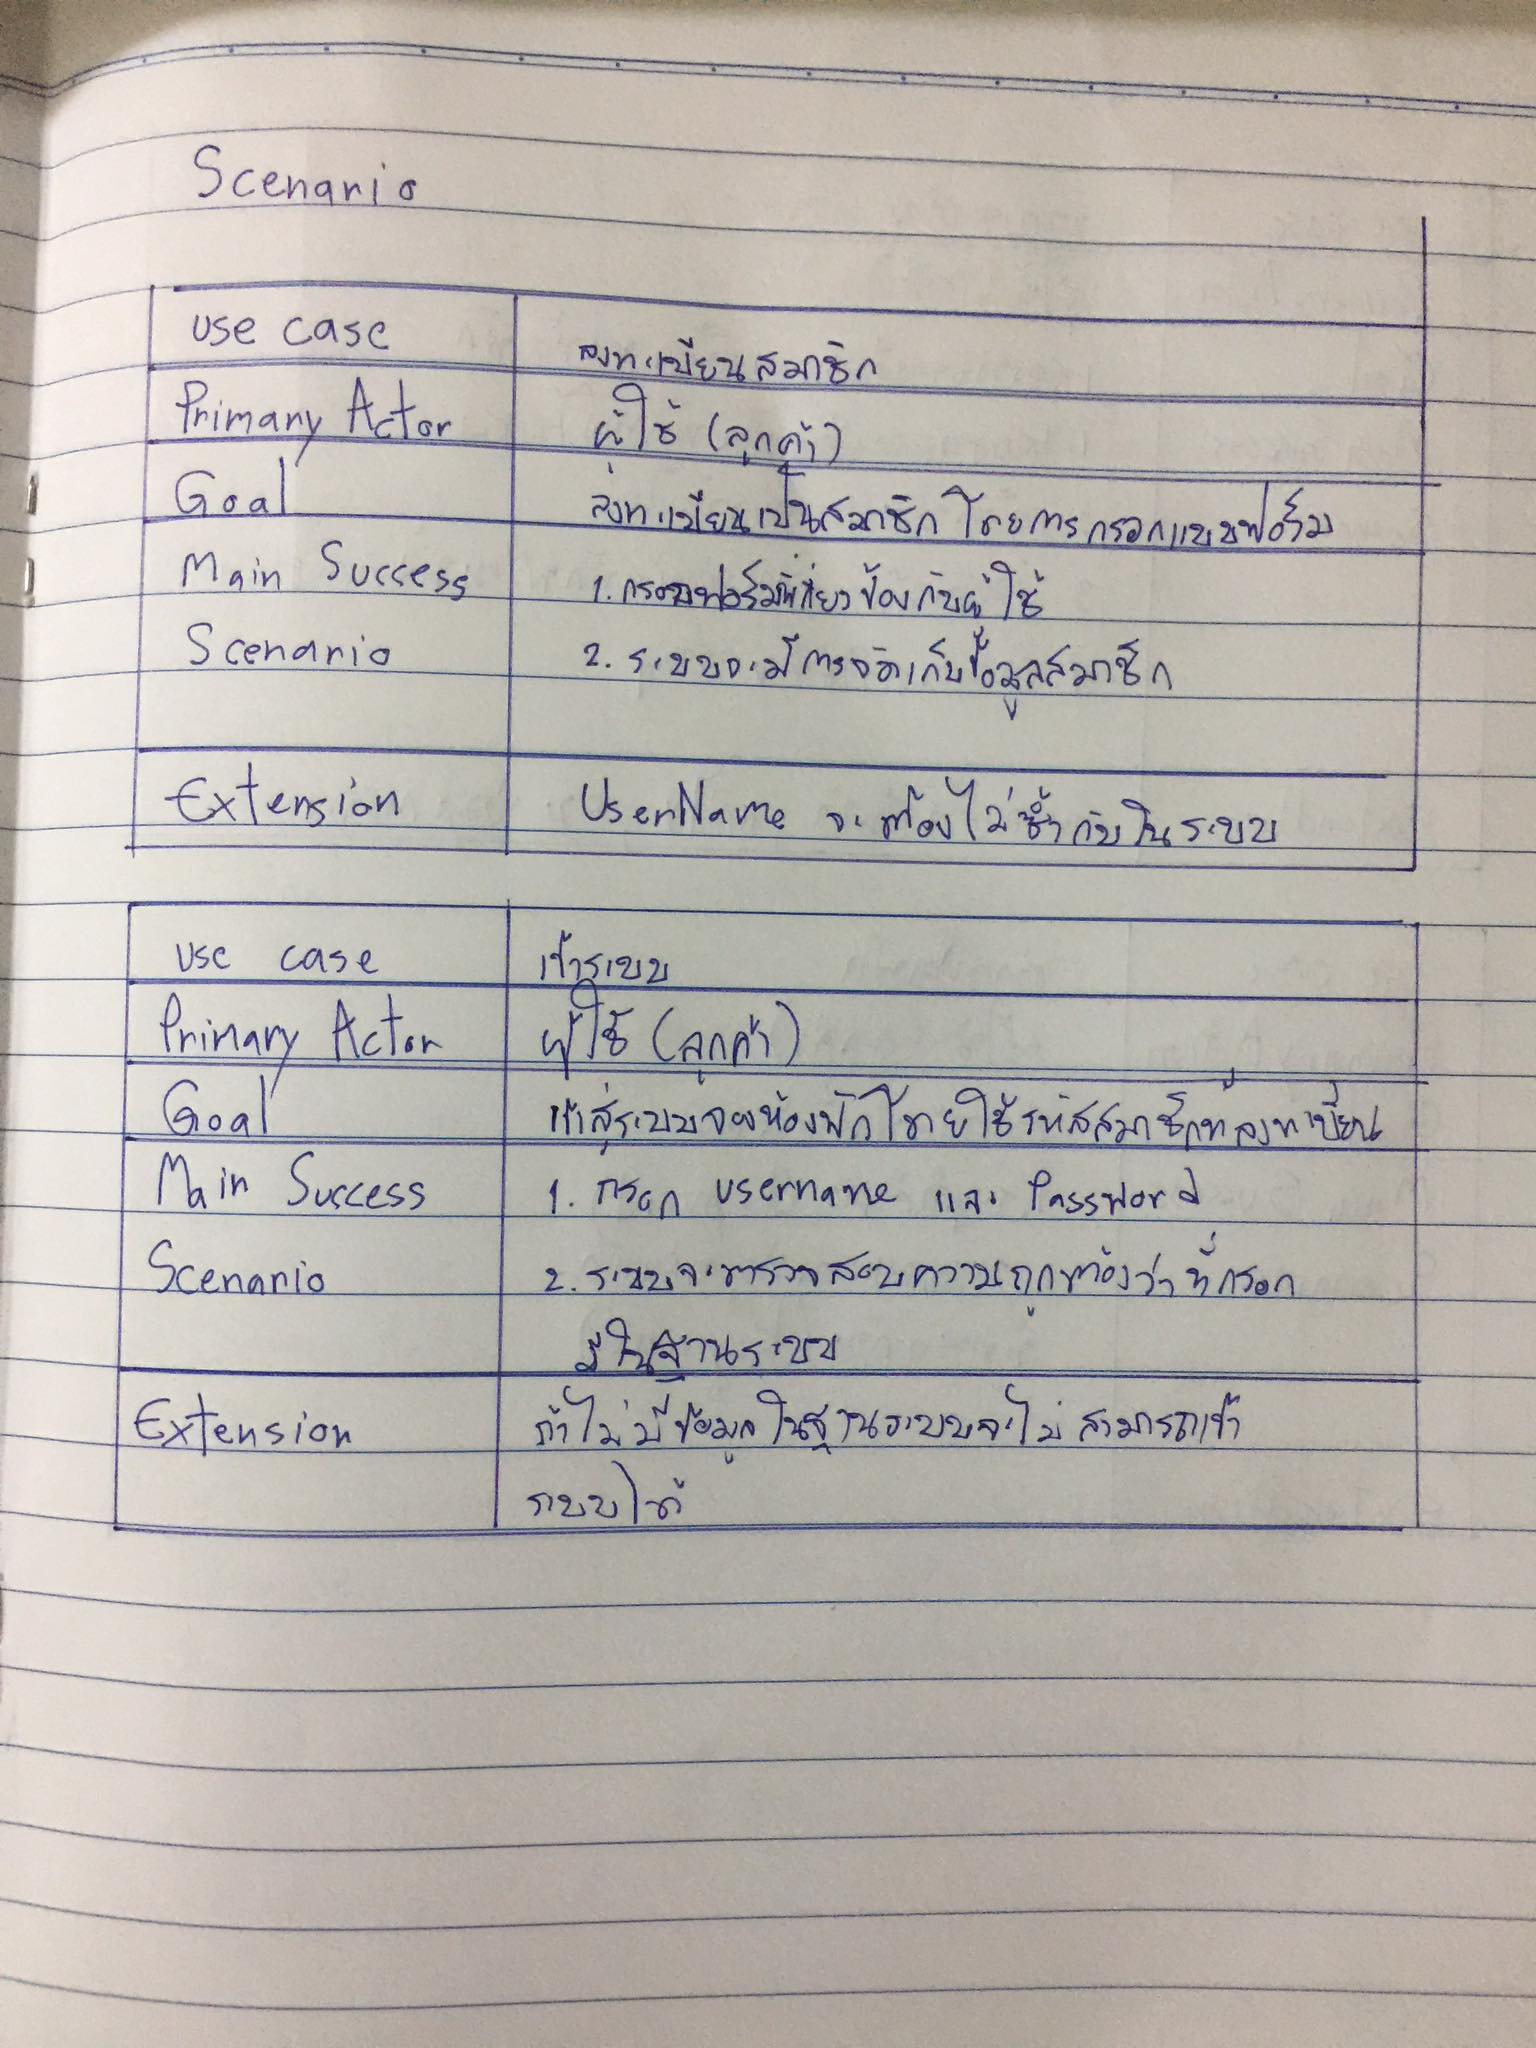 Scenario
use case ลงทะเบียนสมาชิก
Primary Actor ผู้ใช้ (ลูกค้า)
Goal ลงทะเบียนเป็นสมาชิกโดยการกรอกแบบฟอร์ม
Main Success 1. กรอกฟอร์มที่เกี่ยวข้องกับผู้ใช้
Scenario 2. ระบบจะมีการจัดเก็บข้อมูลสมาชิก
Extension UserName จะต้องไม่ซ้ำกับในระบบ
use case เข้าระบบ
Primary Actor ผู้ใช้ (ลูกค้า)
Goal เข้าสู่ระบบจองห้องพักโดยใช้รหัสสมาชิกที่ลงทะเบียน
Main Success 1. กรอก username และ Password
Scenario 2. ระบบจะตรวจสอบความถูกต้องว่าที่กรอก
มีในฐานระบบ
Extension ถ้าไม่มีข้อมูลในฐานระบบจะไม่สามารถเข้า
ระบบได้